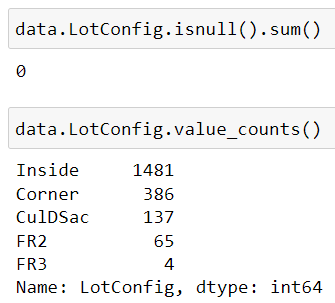 data.LotConfig.isnull().sum()
0
data.LotConfig.value_counts()
Inside 1481
Corner 386
CulDSac 137
FR2 65
FR3 4
Name: LotConfig, dtype: int64